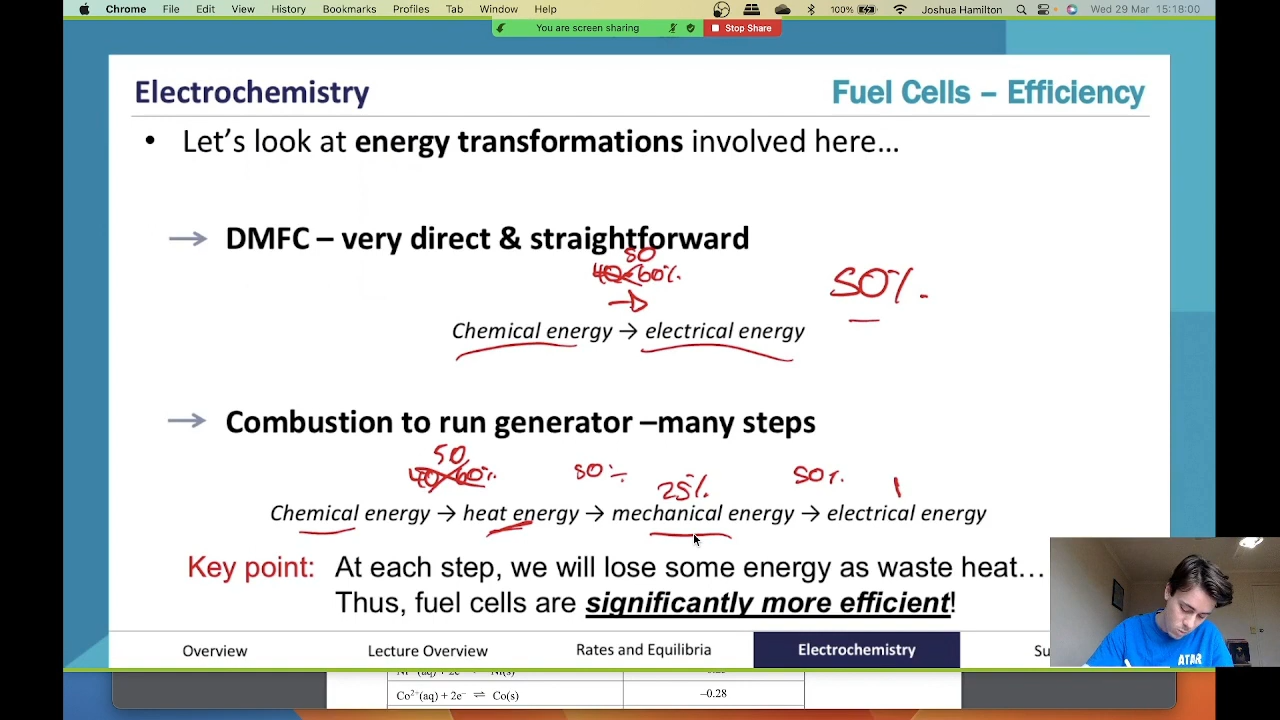 Chrome File Edit View History Bookmarks Profiles Tab Window Help 100% Joshua Hamilton Wed 29 Mar 15:18:00
You are screen sharing Stop Share
Electrochemistry
Fuel Cells – Efficiency
• Let's look at energy transformations involved here…
DMFC – very direct & straightforward
50
60%
50%.
Chemical energy → electrical energy
Combustion to run generator –many steps
50
50%
25%
50%
Chemical energy → heat energy → mechanical energy → electrical energy
Key point: At each step, we will lose some energy as waste heat…
Thus, fuel cells are significantly more efficient!
Overview Lecture Overview Rates and Equilibria Electrochemistry Su
ATAR
Co²⁺(aq) + 2e⁻ ⇌ Co(s) –0.28